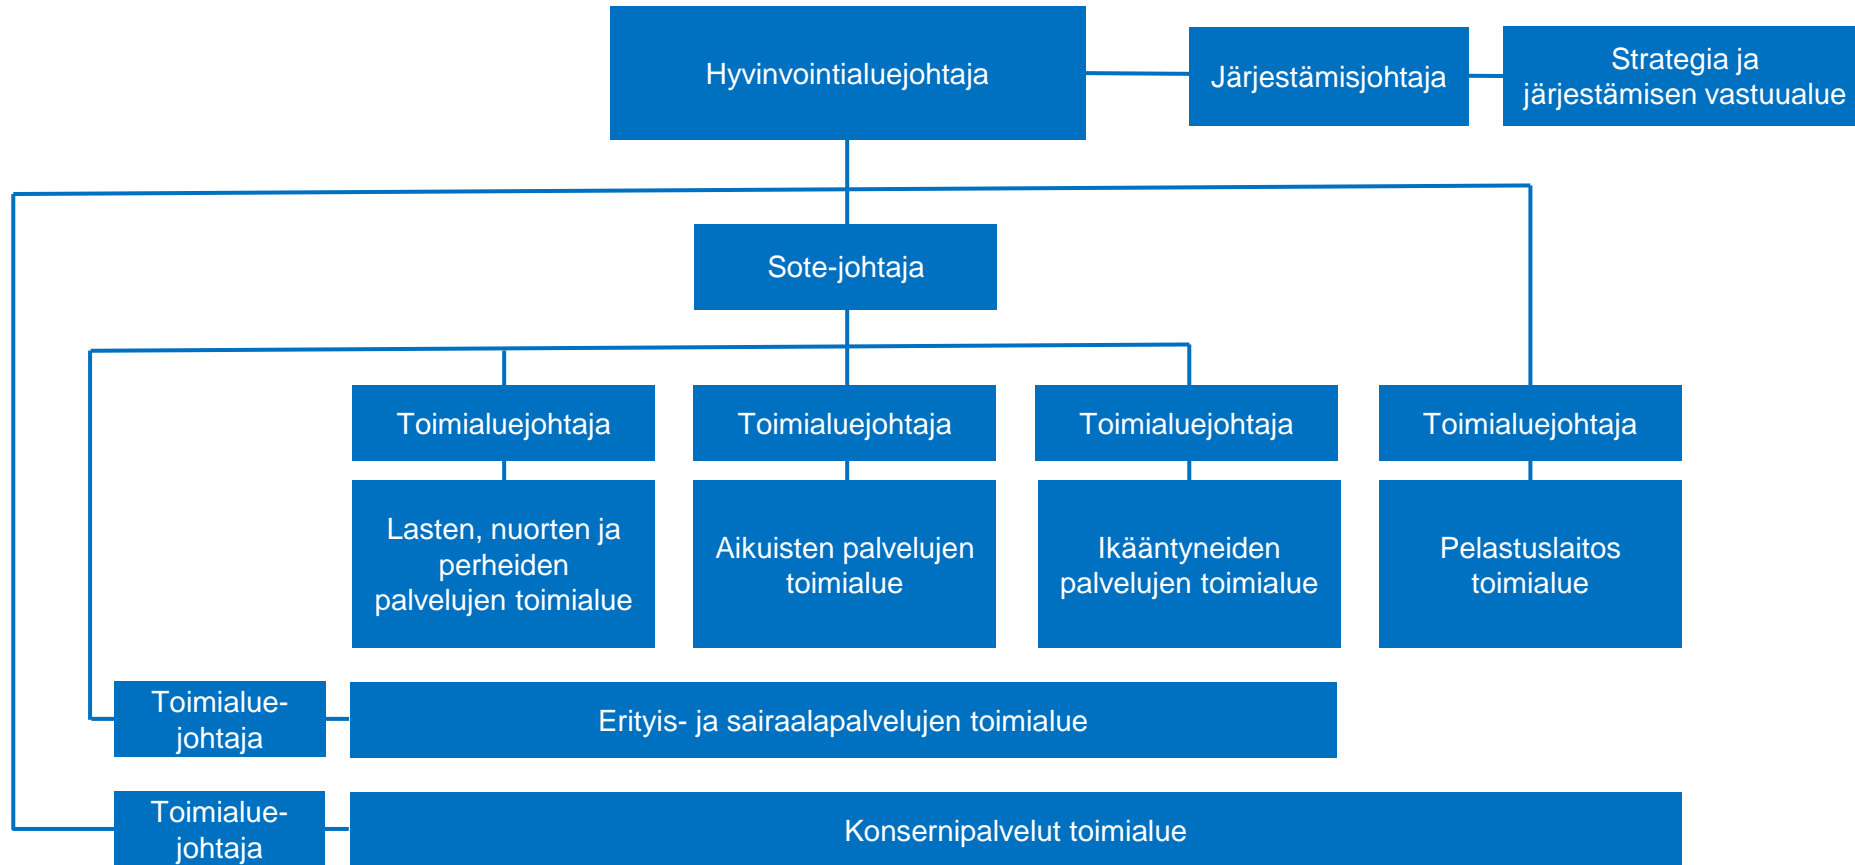 Hyvinvointialuejohtaja
Järjestämisjohtaja
Strategia ja
järjestämisen vastuualue
Sote-johtaja
Toimialuejohtaja
Toimialuejohtaja
Toimialuejohtaja
Toimialuejohtaja
Lasten, nuorten ja
perheiden
palvelujen toimialue
Aikuisten palvelujen
toimialue
Ikääntyneiden
palvelujen toimialue
Pelastuslaitos
toimialue
Toimialue-
johtaja
Erityis- ja sairaalapalvelujen toimialue
Toimialue-
johtaja
Konsernipalvelut toimialue